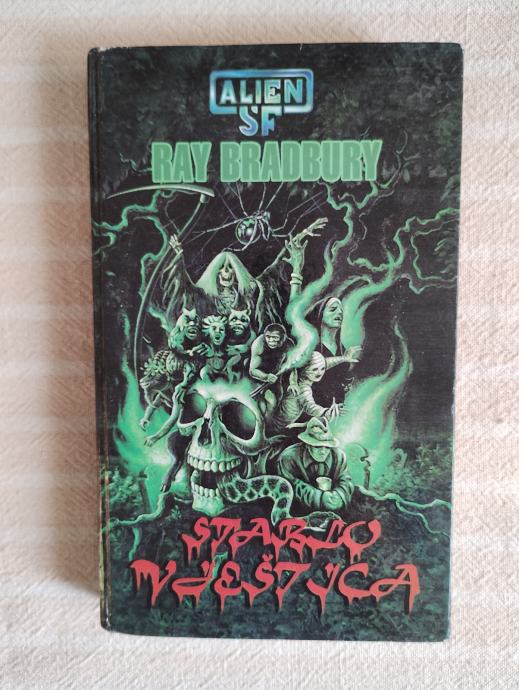 ALIEN
SF
RAY BRADBURY
STABLO
VJEŠTICA